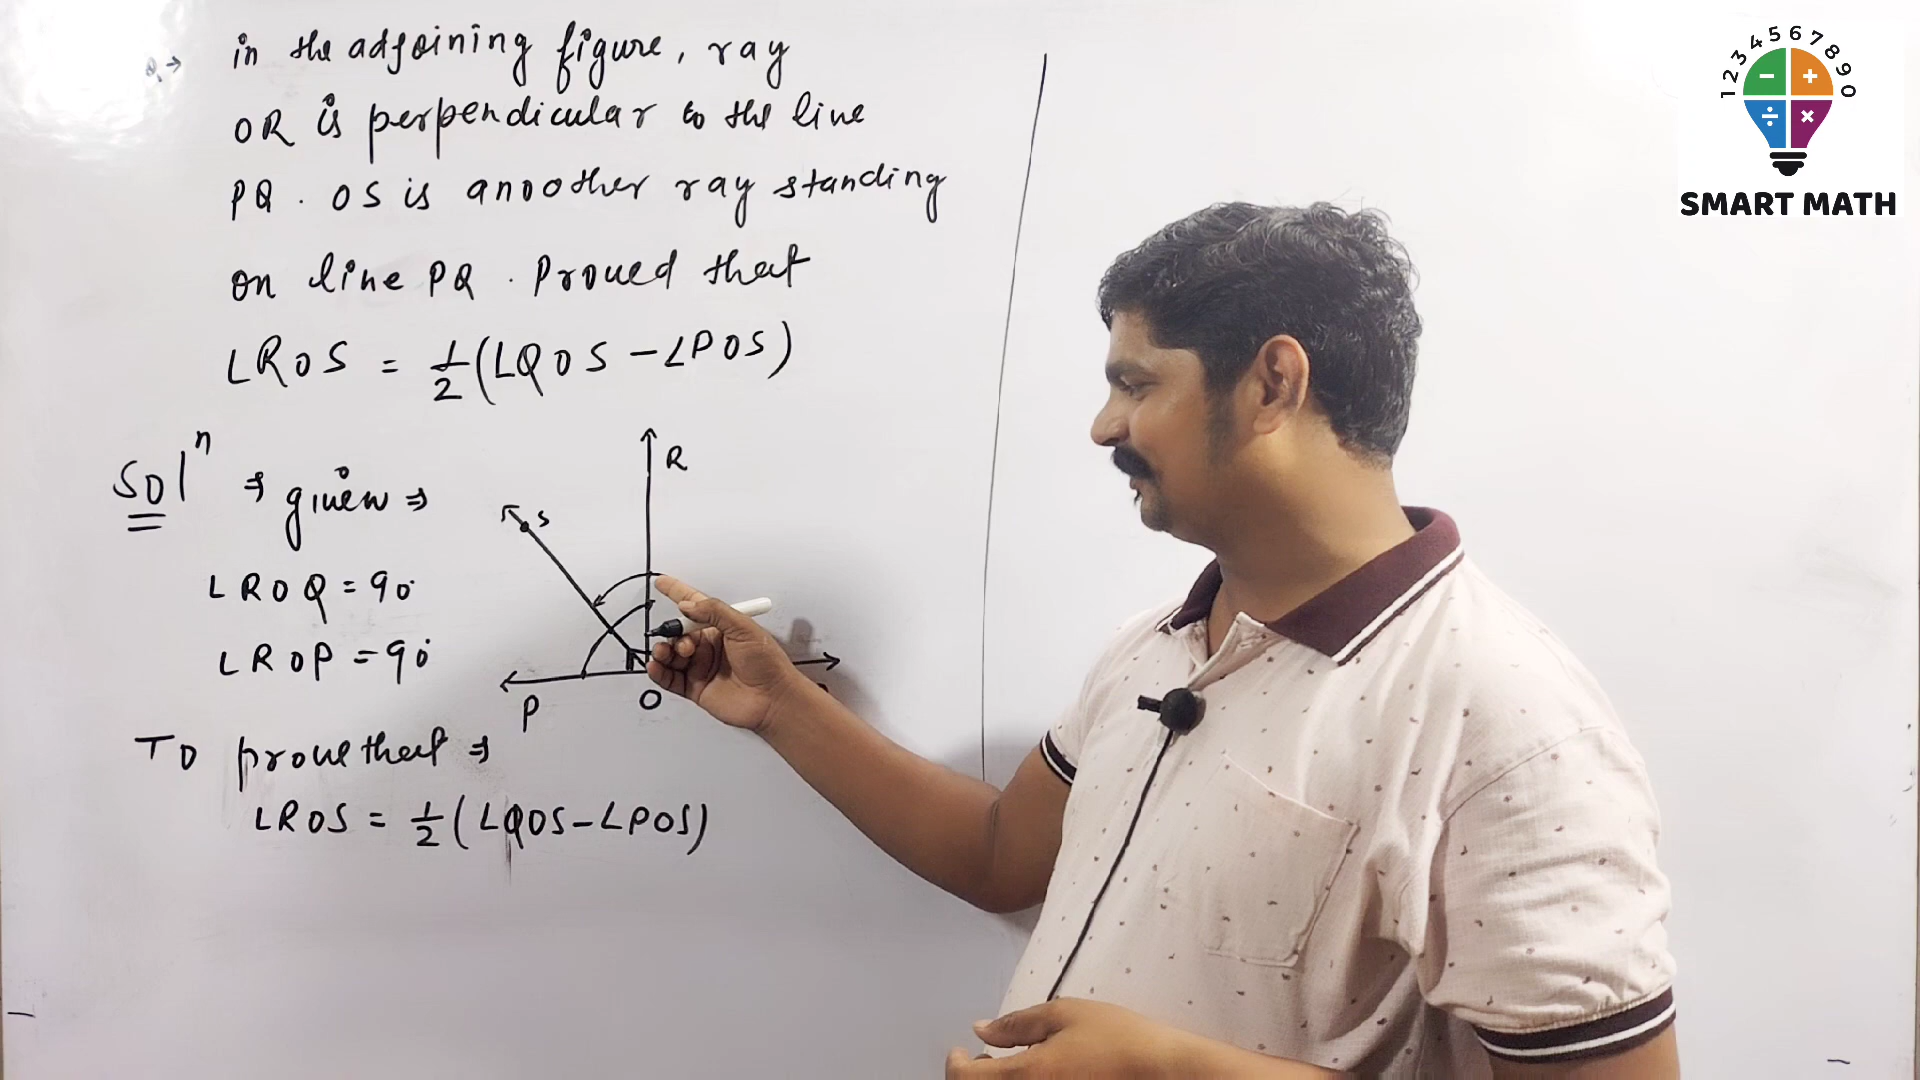 Q. → in the adjoining figure, ray
OR is perpendicular to the line
PQ. OS is anoother ray standing
on line PQ. Proved that
∠ROS = 1/2 (∠QOS - ∠POS)
Solⁿ ⇒ given ⇒
∠ROQ = 90°
∠ROP = 90°
To prove that ⇒
∠ROS = 1/2 (∠QOS - ∠POS)
R
S
P
O
1234567890
- +
÷ ×
SMART MATH